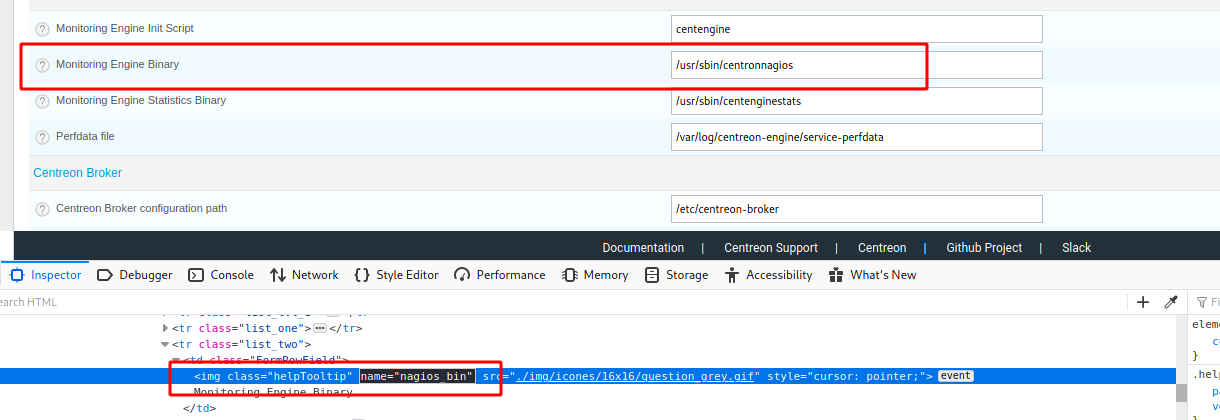 Monitoring Engine Init Script centengine
Monitoring Engine Binary /usr/sbin/centronnagios
Monitoring Engine Statistics Binary /usr/sbin/centenginestats
Perfdata file /var/log/centreon-engine/service-perfdata
Centreon Broker
Centreon Broker configuration path /etc/centreon-broker
Documentation | Centreon Support | Centreon | Github Project | Slack
Inspector Debugger Console Network Style Editor Performance Memory Storage Accessibility What's New
earch HTML Fi
<tr class="list_one"> </tr>
<tr class="list_two">
<td class="FormRowField">
<img class="helpTooltip" name="nagios_bin" src="./img/icones/16x16/question_grey.gif" style="cursor: pointer;"> event
Monitoring Engine Binary
</td>
eleme
cu
}
.help
pa
ve